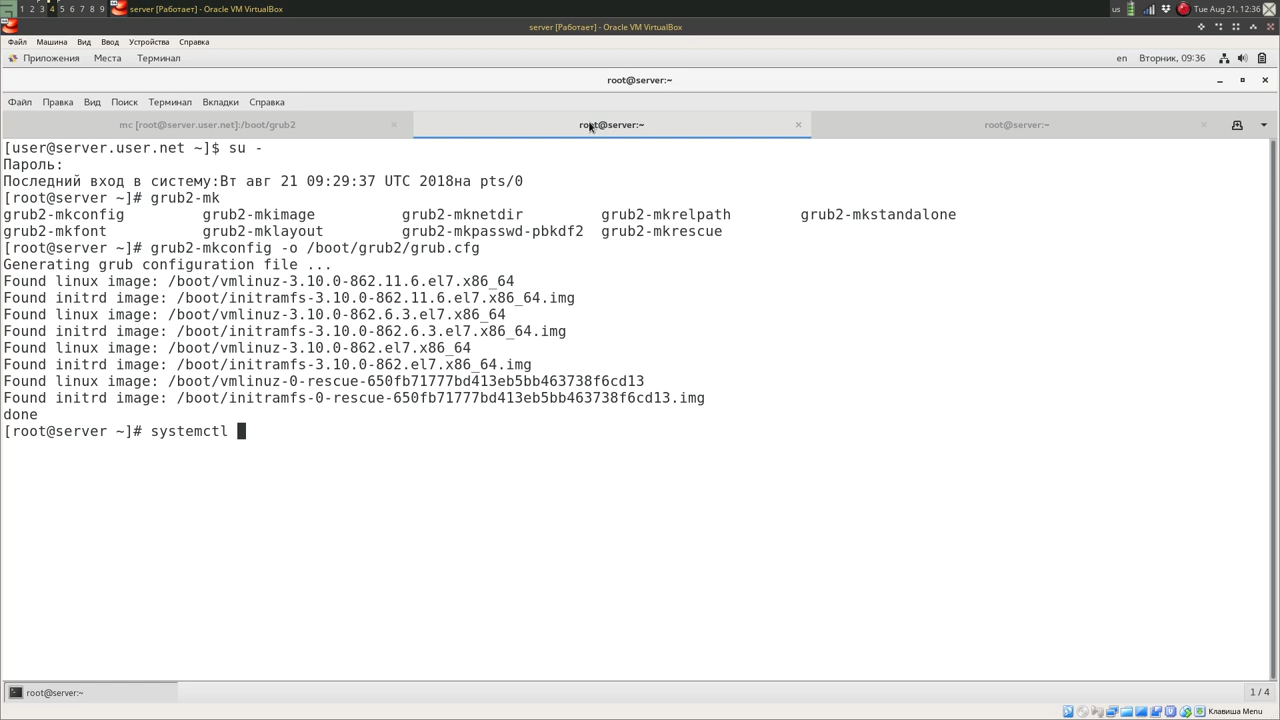 1 2 3 4 5 6 7 8 9 server [Работает] - Oracle VM VirtualBox us Tue Aug 21, 12:36
server [Работает] - Oracle VM VirtualBox
Файл Машина Вид Ввод Устройства Справка
Приложения Места Терминал en Вторник, 09:36
root@server:~
Файл Правка Вид Поиск Терминал Вкладки Справка
mc [root@server.user.net]:/boot/grub2 root@server:~ root@server:~
[user@server.user.net ~]$ su -
Пароль:
Последний вход в систему:Вт авг 21 09:29:37 UTC 2018на pts/0
[root@server ~]# grub2-mk
grub2-mkconfig grub2-mkimage grub2-mknetdir grub2-mkrelpath grub2-mkstandalone
grub2-mkfont grub2-mklayout grub2-mkpasswd-pbkdf2 grub2-mkrescue
[root@server ~]# grub2-mkconfig -o /boot/grub2/grub.cfg
Generating grub configuration file ...
Found linux image: /boot/vmlinuz-3.10.0-862.11.6.el7.x86_64
Found initrd image: /boot/initramfs-3.10.0-862.11.6.el7.x86_64.img
Found linux image: /boot/vmlinuz-3.10.0-862.6.3.el7.x86_64
Found initrd image: /boot/initramfs-3.10.0-862.6.3.el7.x86_64.img
Found linux image: /boot/vmlinuz-3.10.0-862.el7.x86_64
Found initrd image: /boot/initramfs-3.10.0-862.el7.x86_64.img
Found linux image: /boot/vmlinuz-0-rescue-650fb71777bd413eb5bb463738f6cd13
Found initrd image: /boot/initramfs-0-rescue-650fb71777bd413eb5bb463738f6cd13.img
done
[root@server ~]# systemctl
root@server:~ 1 / 4
Клавиша Menu